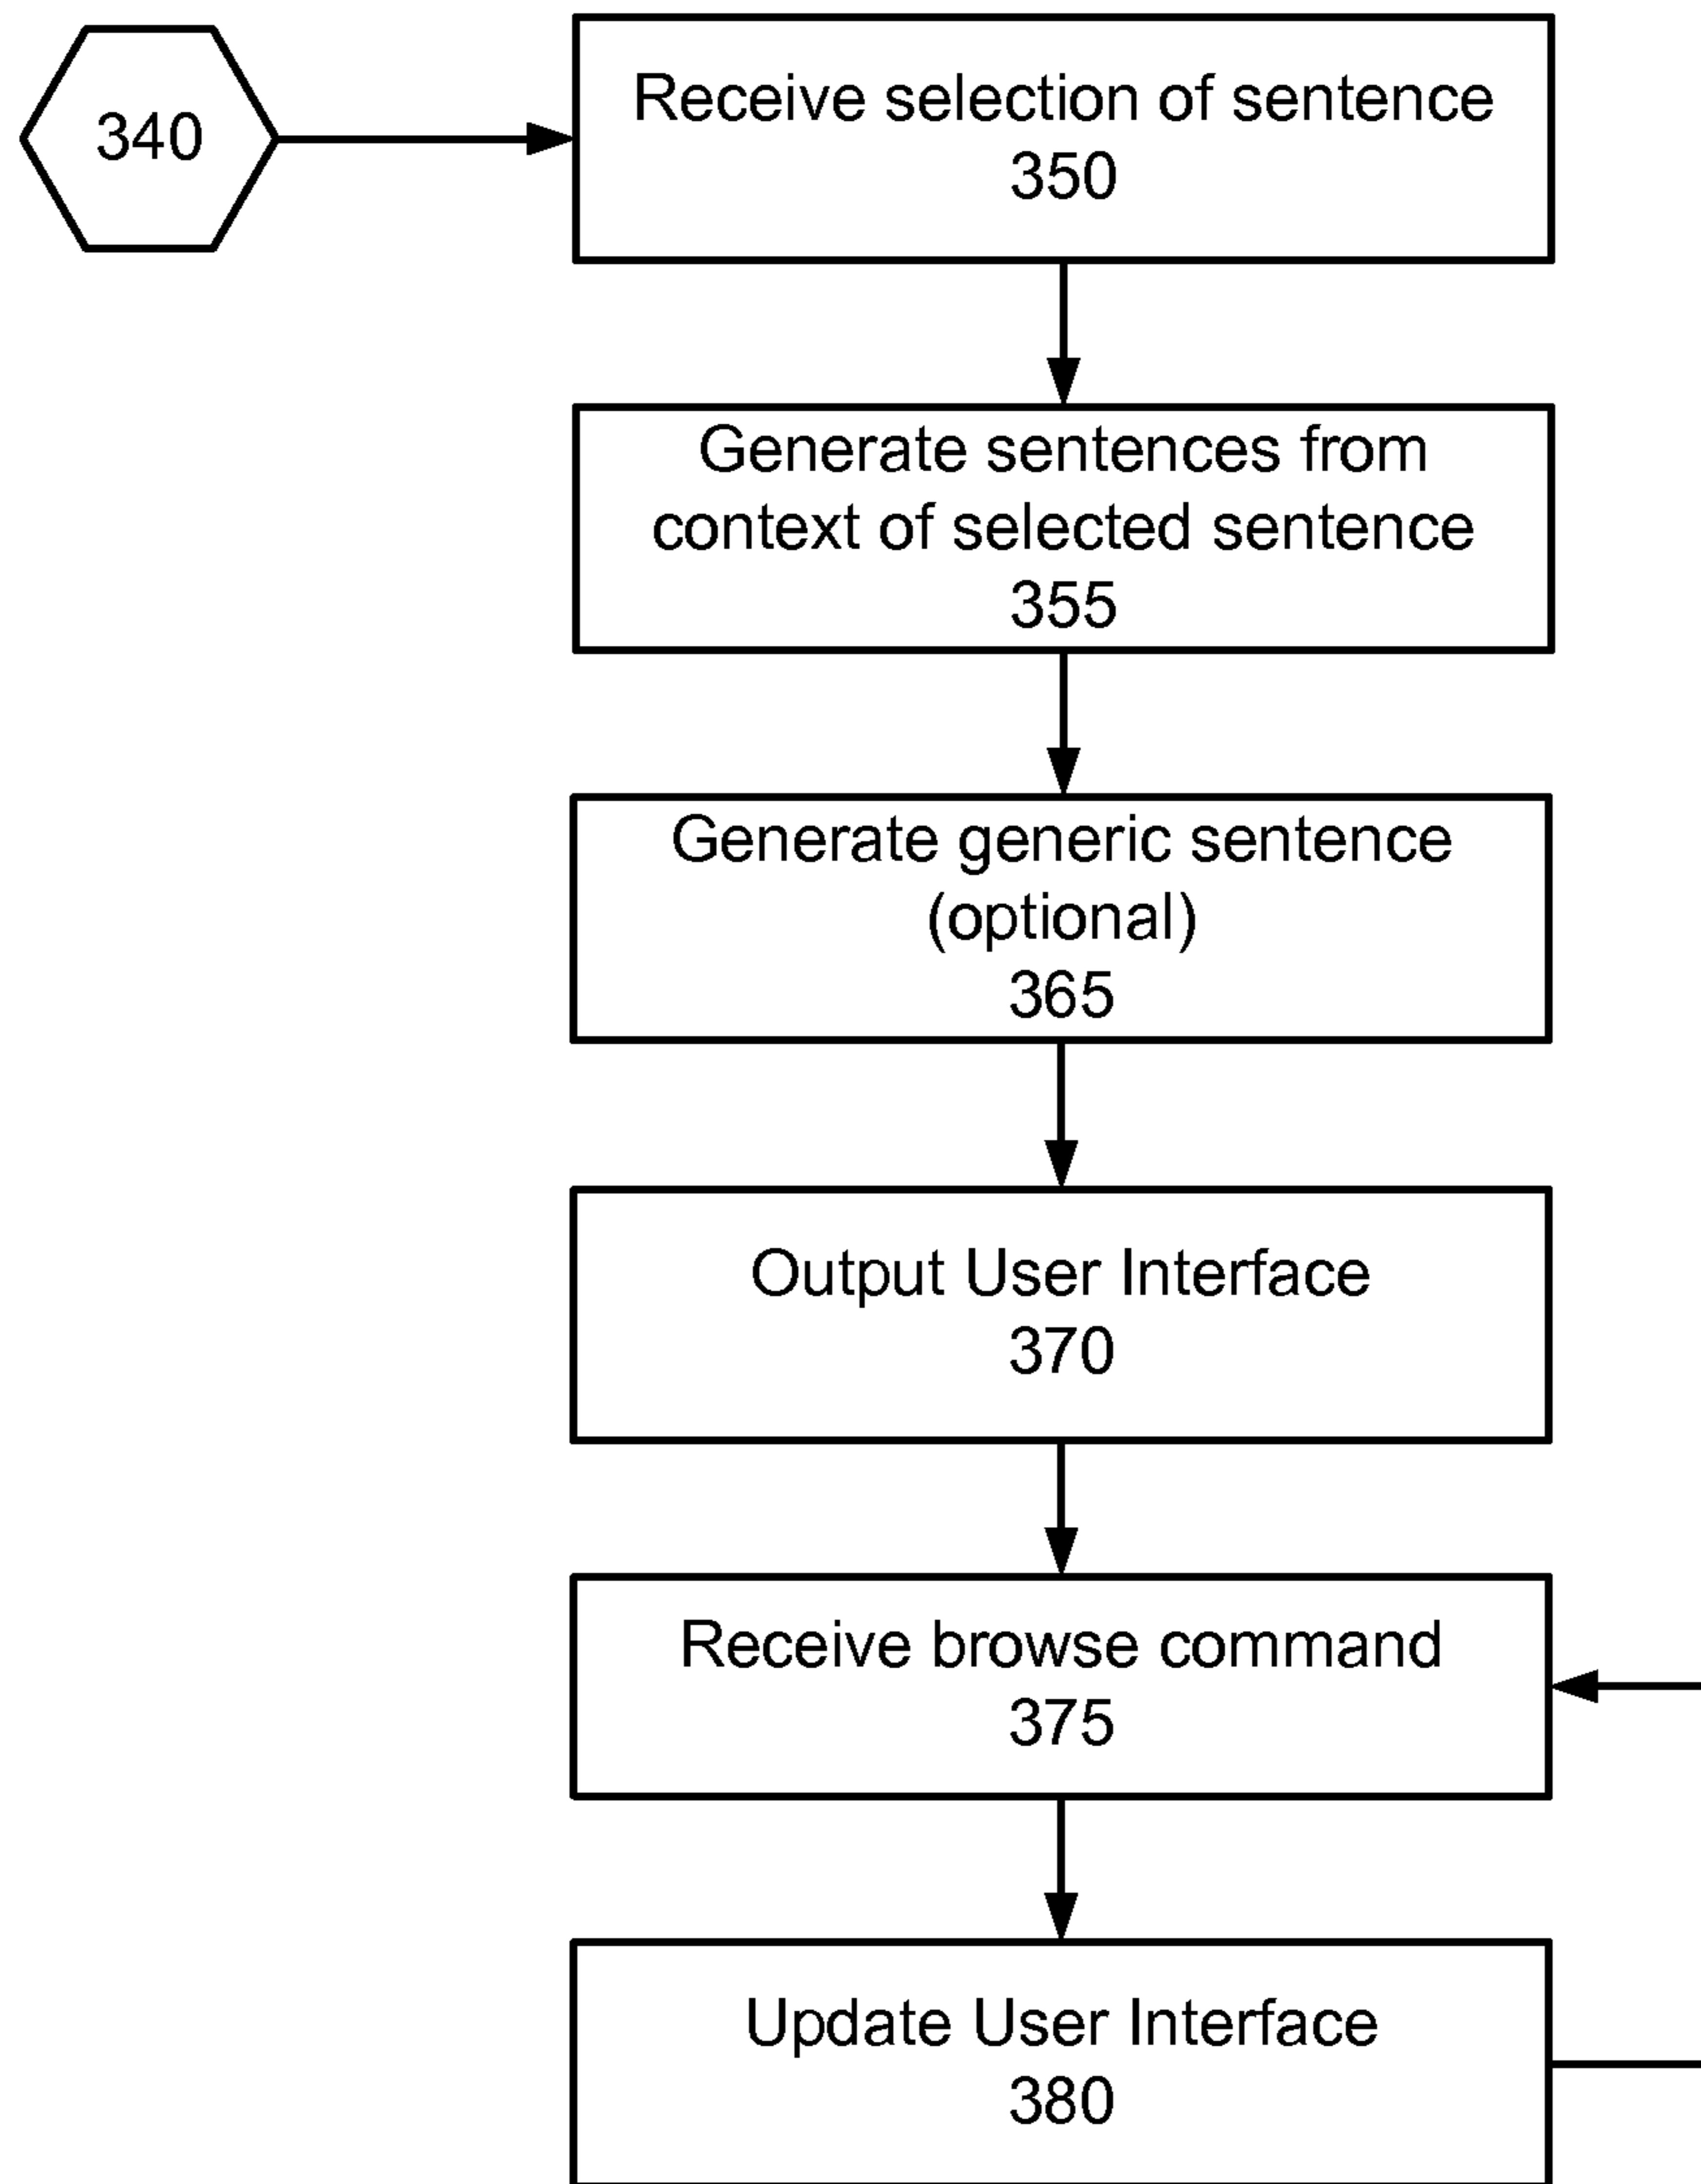 340
Receive selection of sentence
350
Generate sentences from
context of selected sentence
355
Generate generic sentence
(optional)
365
Output User Interface
370
Receive browse command
375
Update User Interface
380